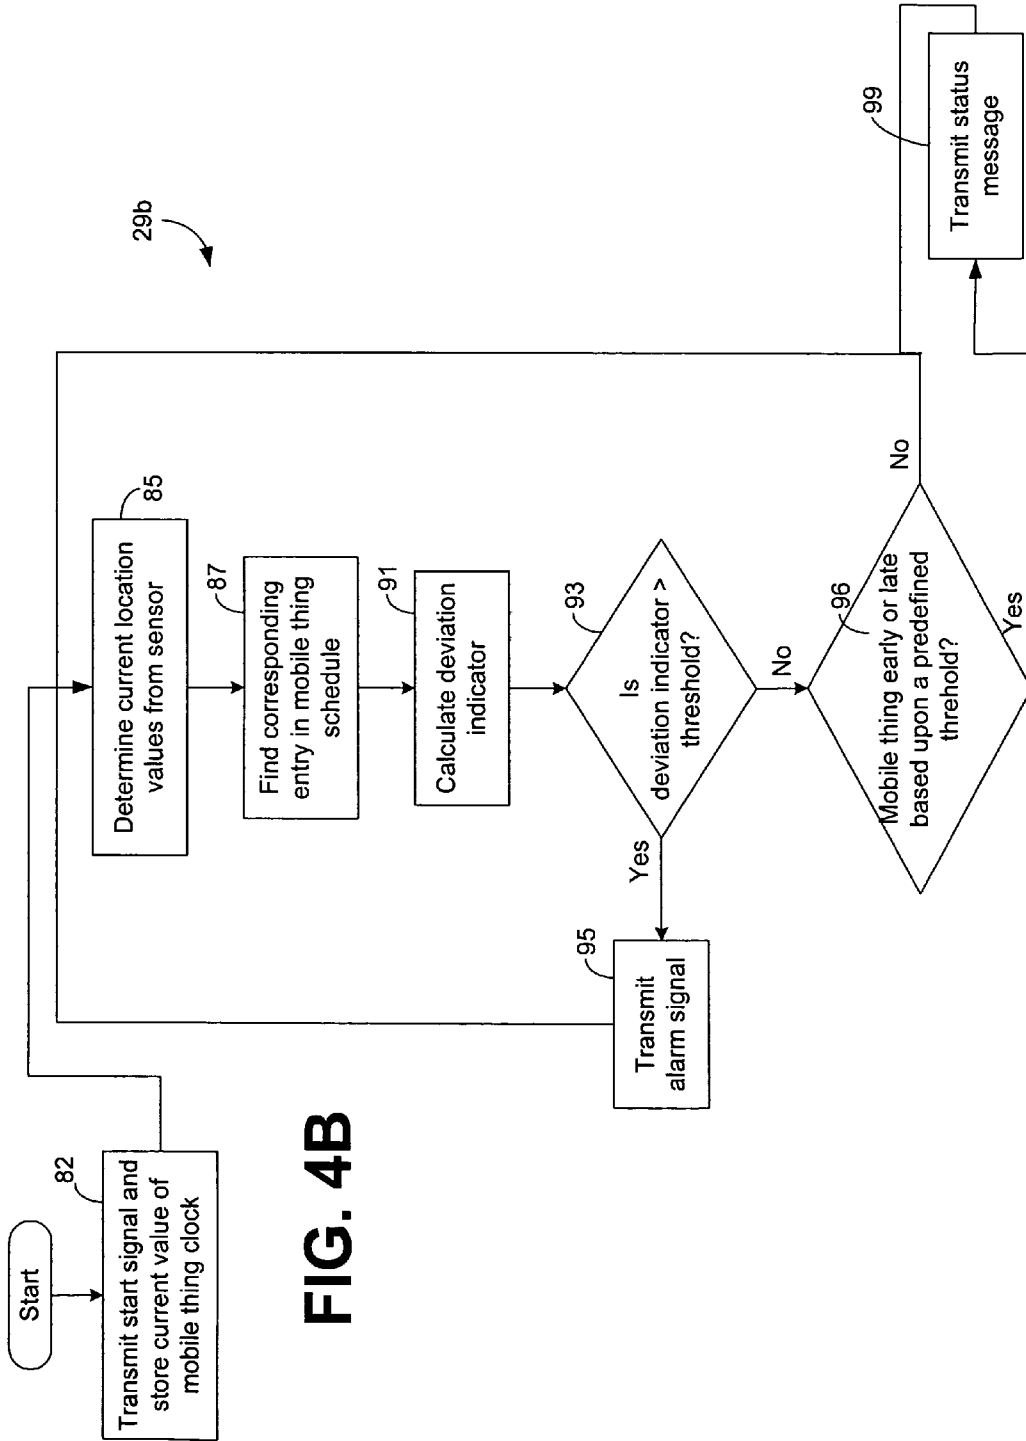 Start
82
Transmit start signal and
store current value of
mobile thing clock
85
Determine current location
values from sensor
87
Find corresponding
entry in mobile thing
schedule
91
Calculate deviation
indicator
93
Is
deviation indicator >
threshold?
Yes
No
95
Transmit
alarm signal
96
Mobile thing early or late
based upon a predefined
threhold?
No
Yes
99
Transmit status
message
29b
FIG. 4B